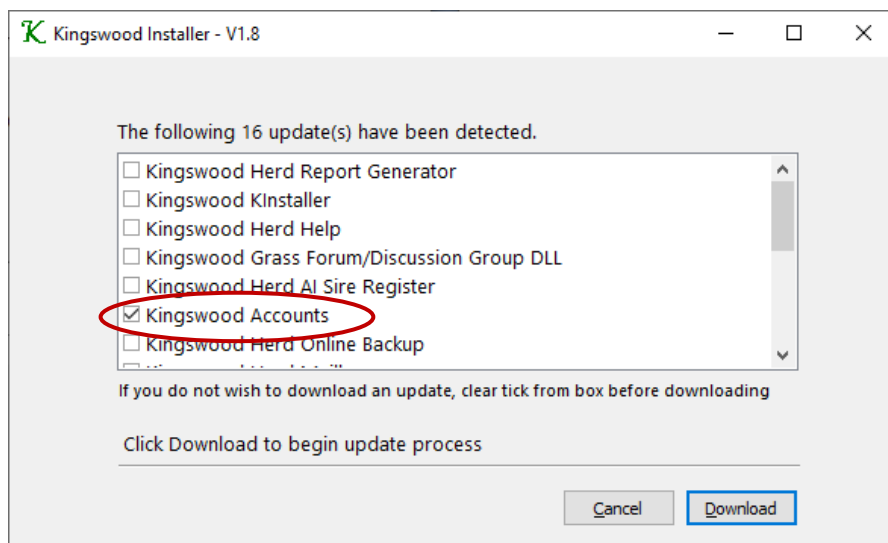 Kingswood Installer - V1.8
The following 16 update(s) have been detected.
Kingswood Herd Report Generator
Kingswood KInstaller
Kingswood Herd Help
Kingswood Grass Forum/Discussion Group DLL
Kingswood Herd AI Sire Register
Kingswood Accounts
Kingswood Herd Online Backup
If you do not wish to download an update, clear tick from box before downloading
Click Download to begin update process
Cancel
Download